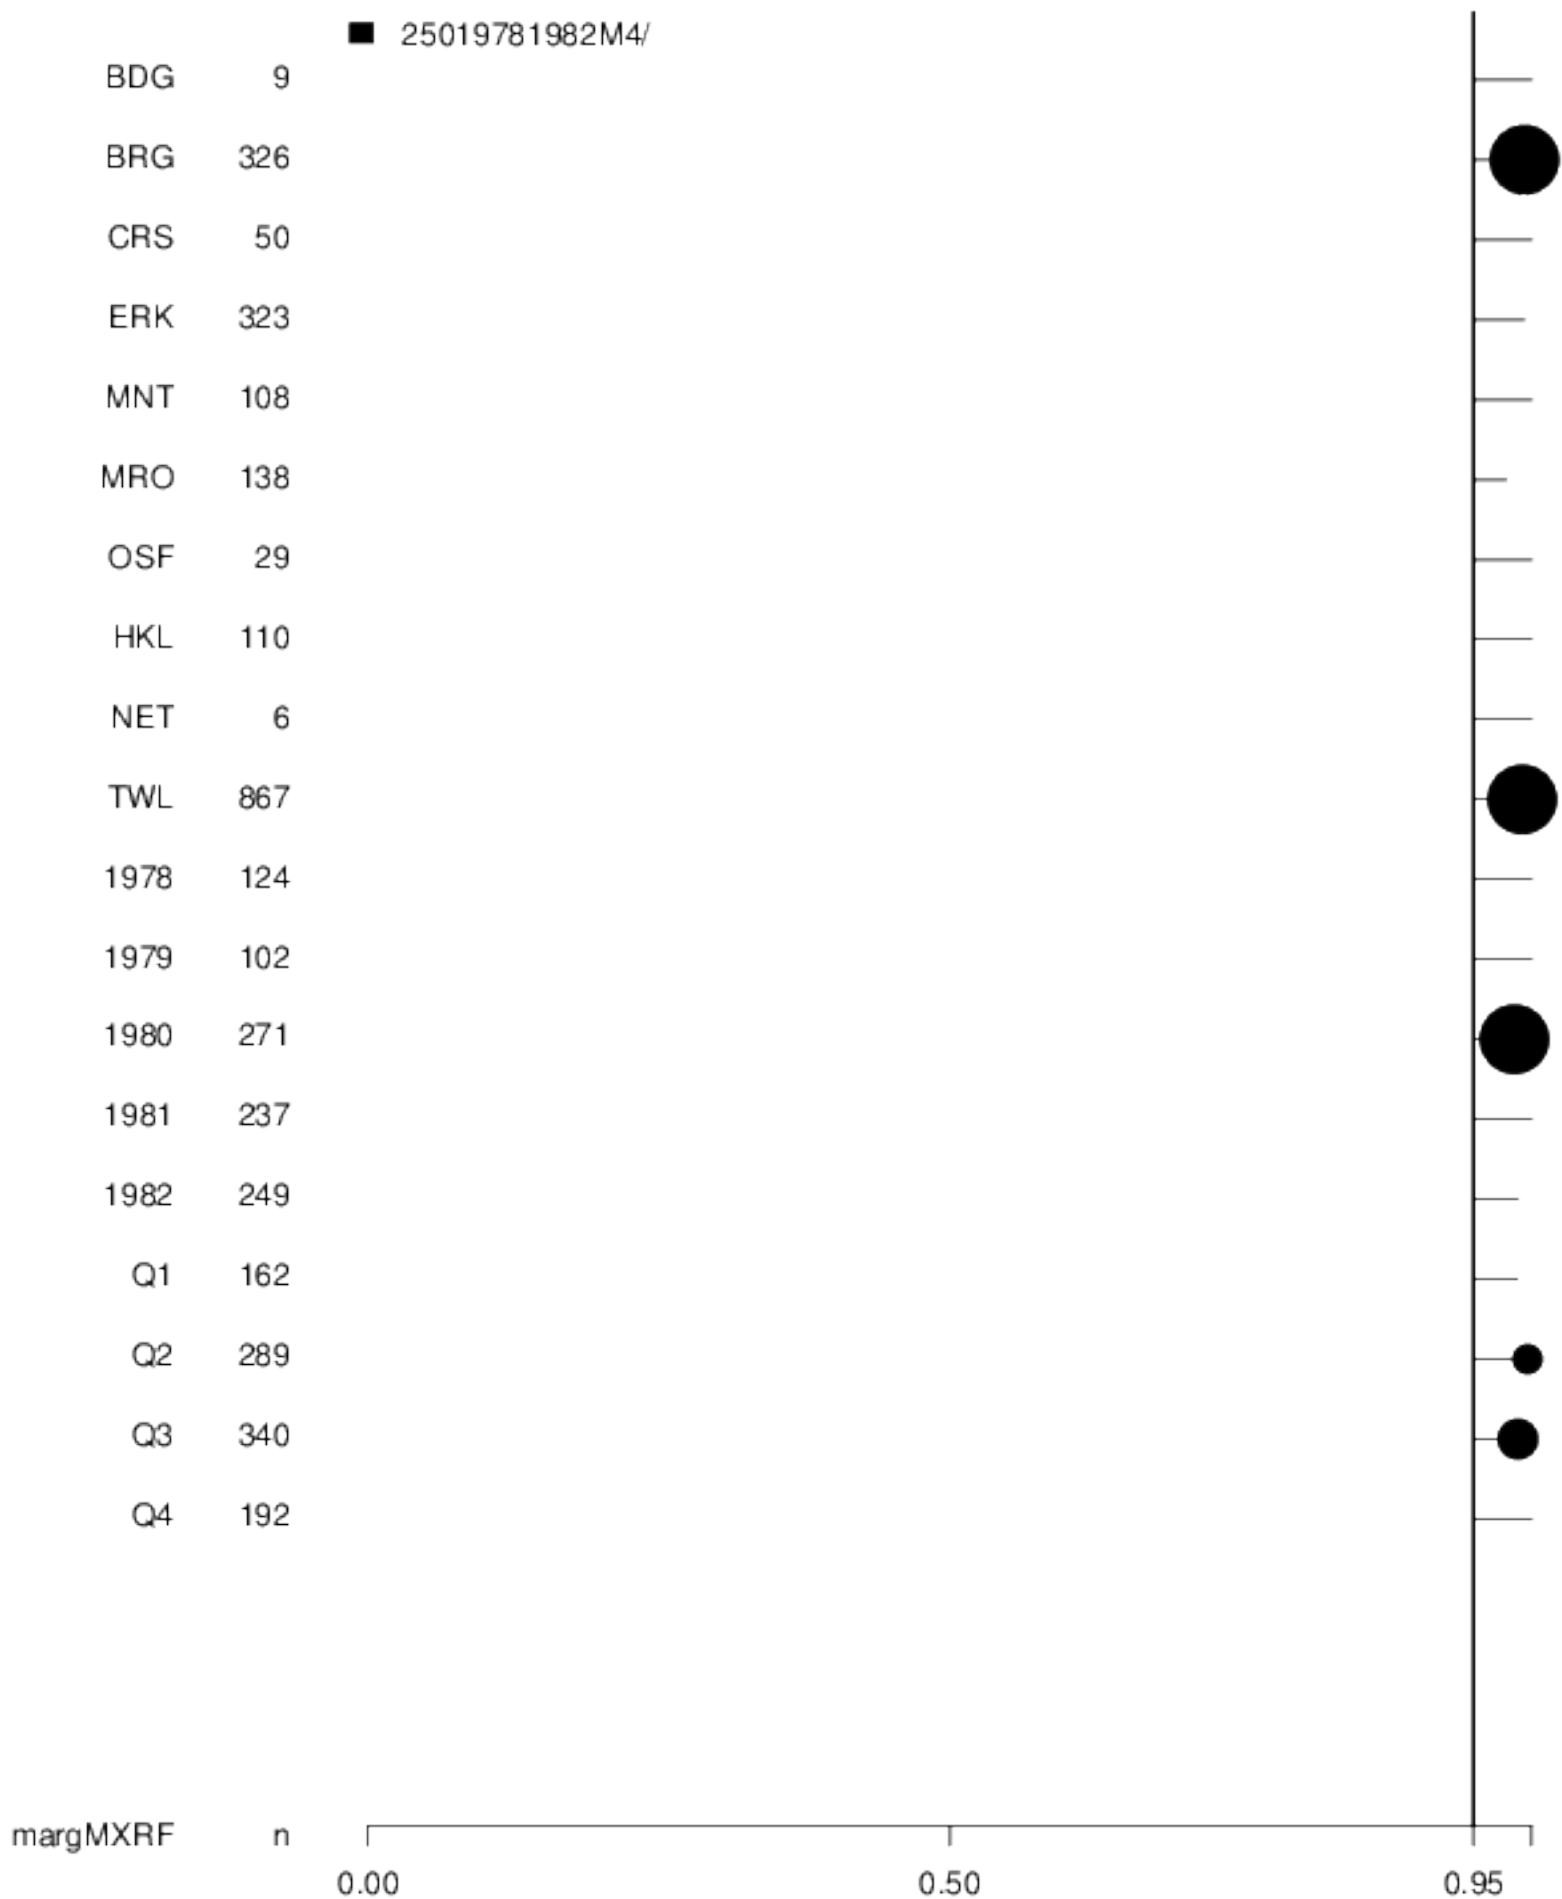 25019781982M4/
BDG 9
BRG 326
CRS 50
ERK 323
MNT 108
MRO 138
OSF 29
HKL 110
NET 6
TWL 867
1978 124
1979 102
1980 271
1981 237
1982 249
Q1 162
Q2 289
Q3 340
Q4 192
margMXRF n
0.00 0.50 0.95